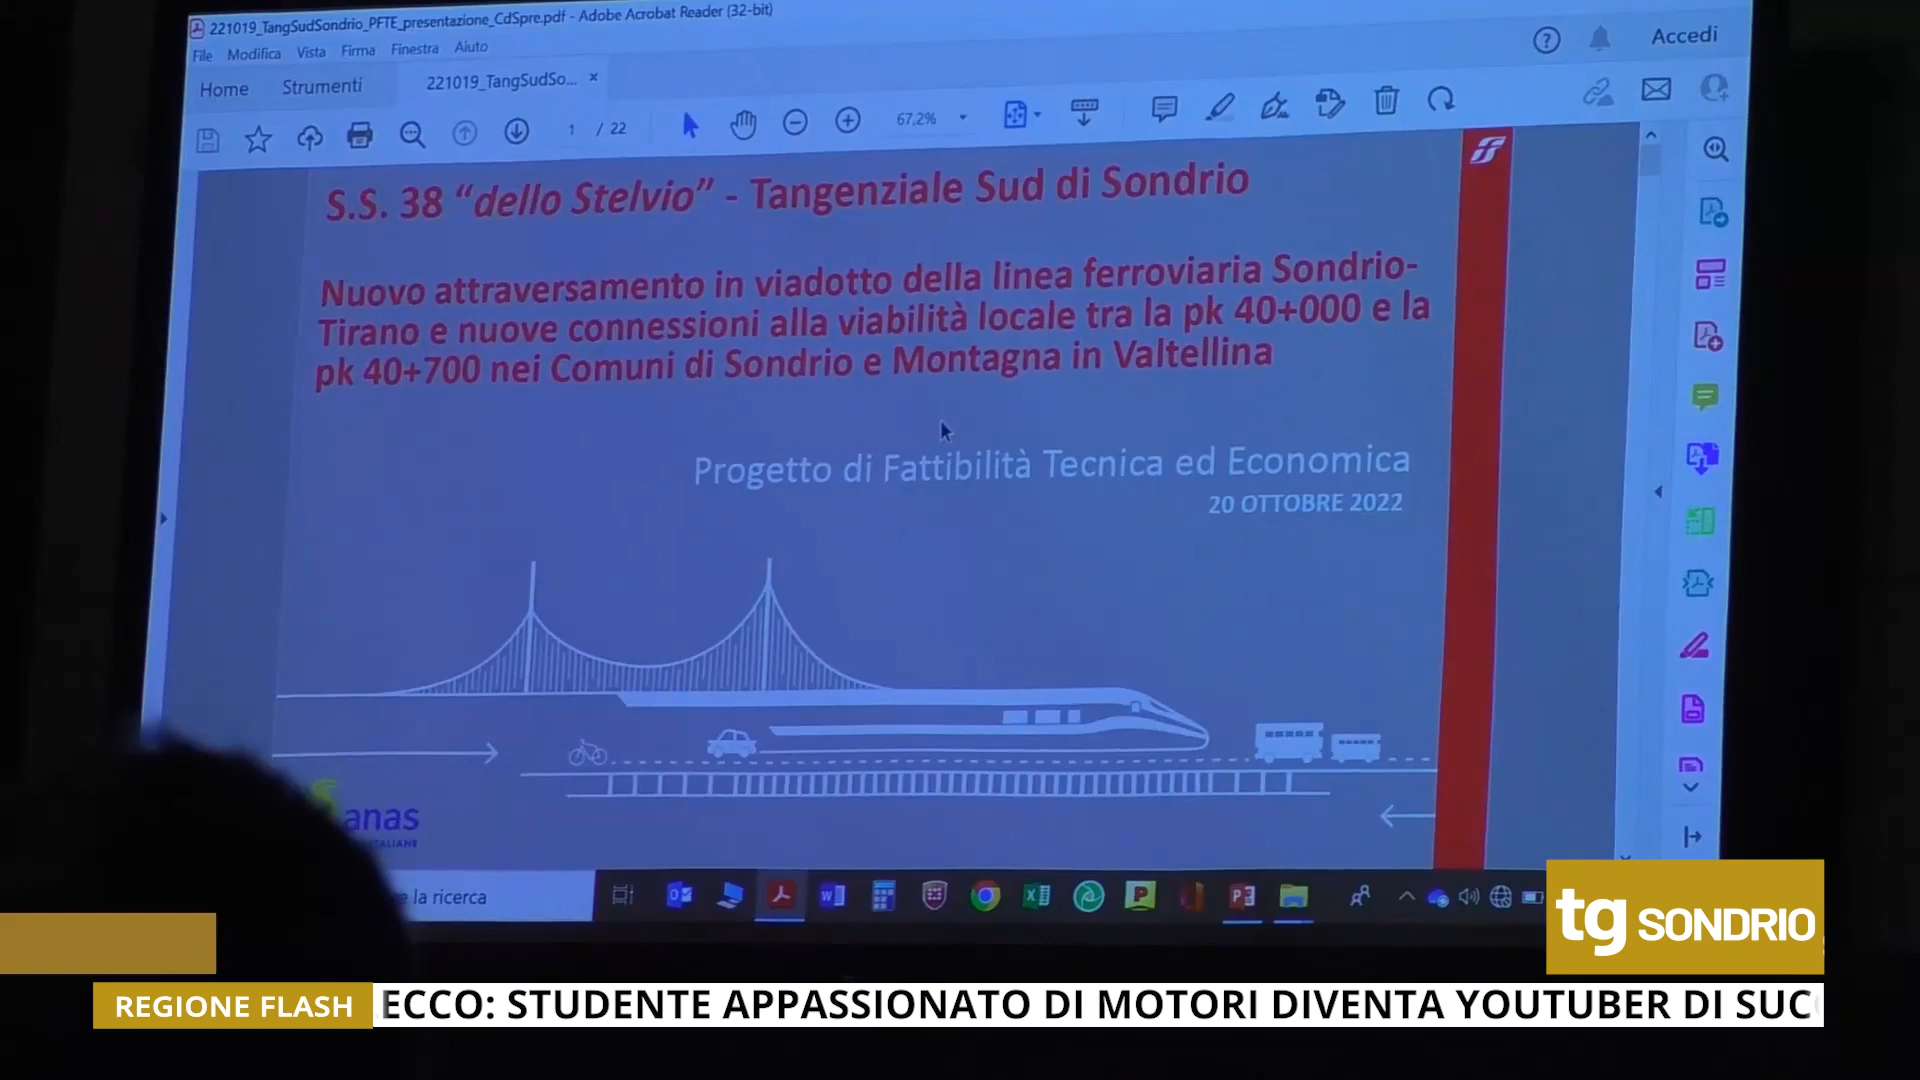 221019_TangSudSondrio_PFTE_presentazione_CdSpre.pdf - Adobe Acrobat Reader (32-bit)
File Modifica Vista Firma Finestra Aiuto
Accedi
Home Strumenti 221019_TangSudSo...
1 / 22 67,2%
S.S. 38 “dello Stelvio” - Tangenziale Sud di Sondrio
Nuovo attraversamento in viadotto della linea ferroviaria Sondrio-
Tirano e nuove connessioni alla viabilità locale tra la pk 40+000 e la
pk 40+700 nei Comuni di Sondrio e Montagna in Valtellina
Progetto di Fattibilità Tecnica ed Economica
20 OTTOBRE 2022
anas
ITALIANE
la ricerca
tg SONDRIO
REGIONE FLASH
ECCO: STUDENTE APPASSIONATO DI MOTORI DIVENTA YOUTUBER DI SUC